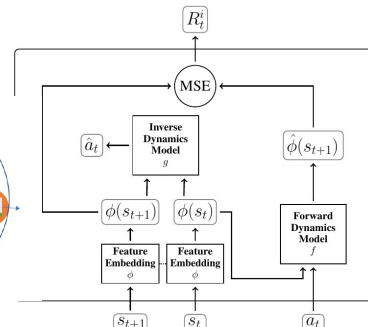 R_t^i
MSE
Inverse
Dynamics
Model
g
â_t
ϕ̂(s_{t+1})
ϕ(s_{t+1})
ϕ(s_t)
Forward
Dynamics
Model
f
Feature
Embedding
ϕ
Feature
Embedding
ϕ
s_{t+1}
s_t
a_t